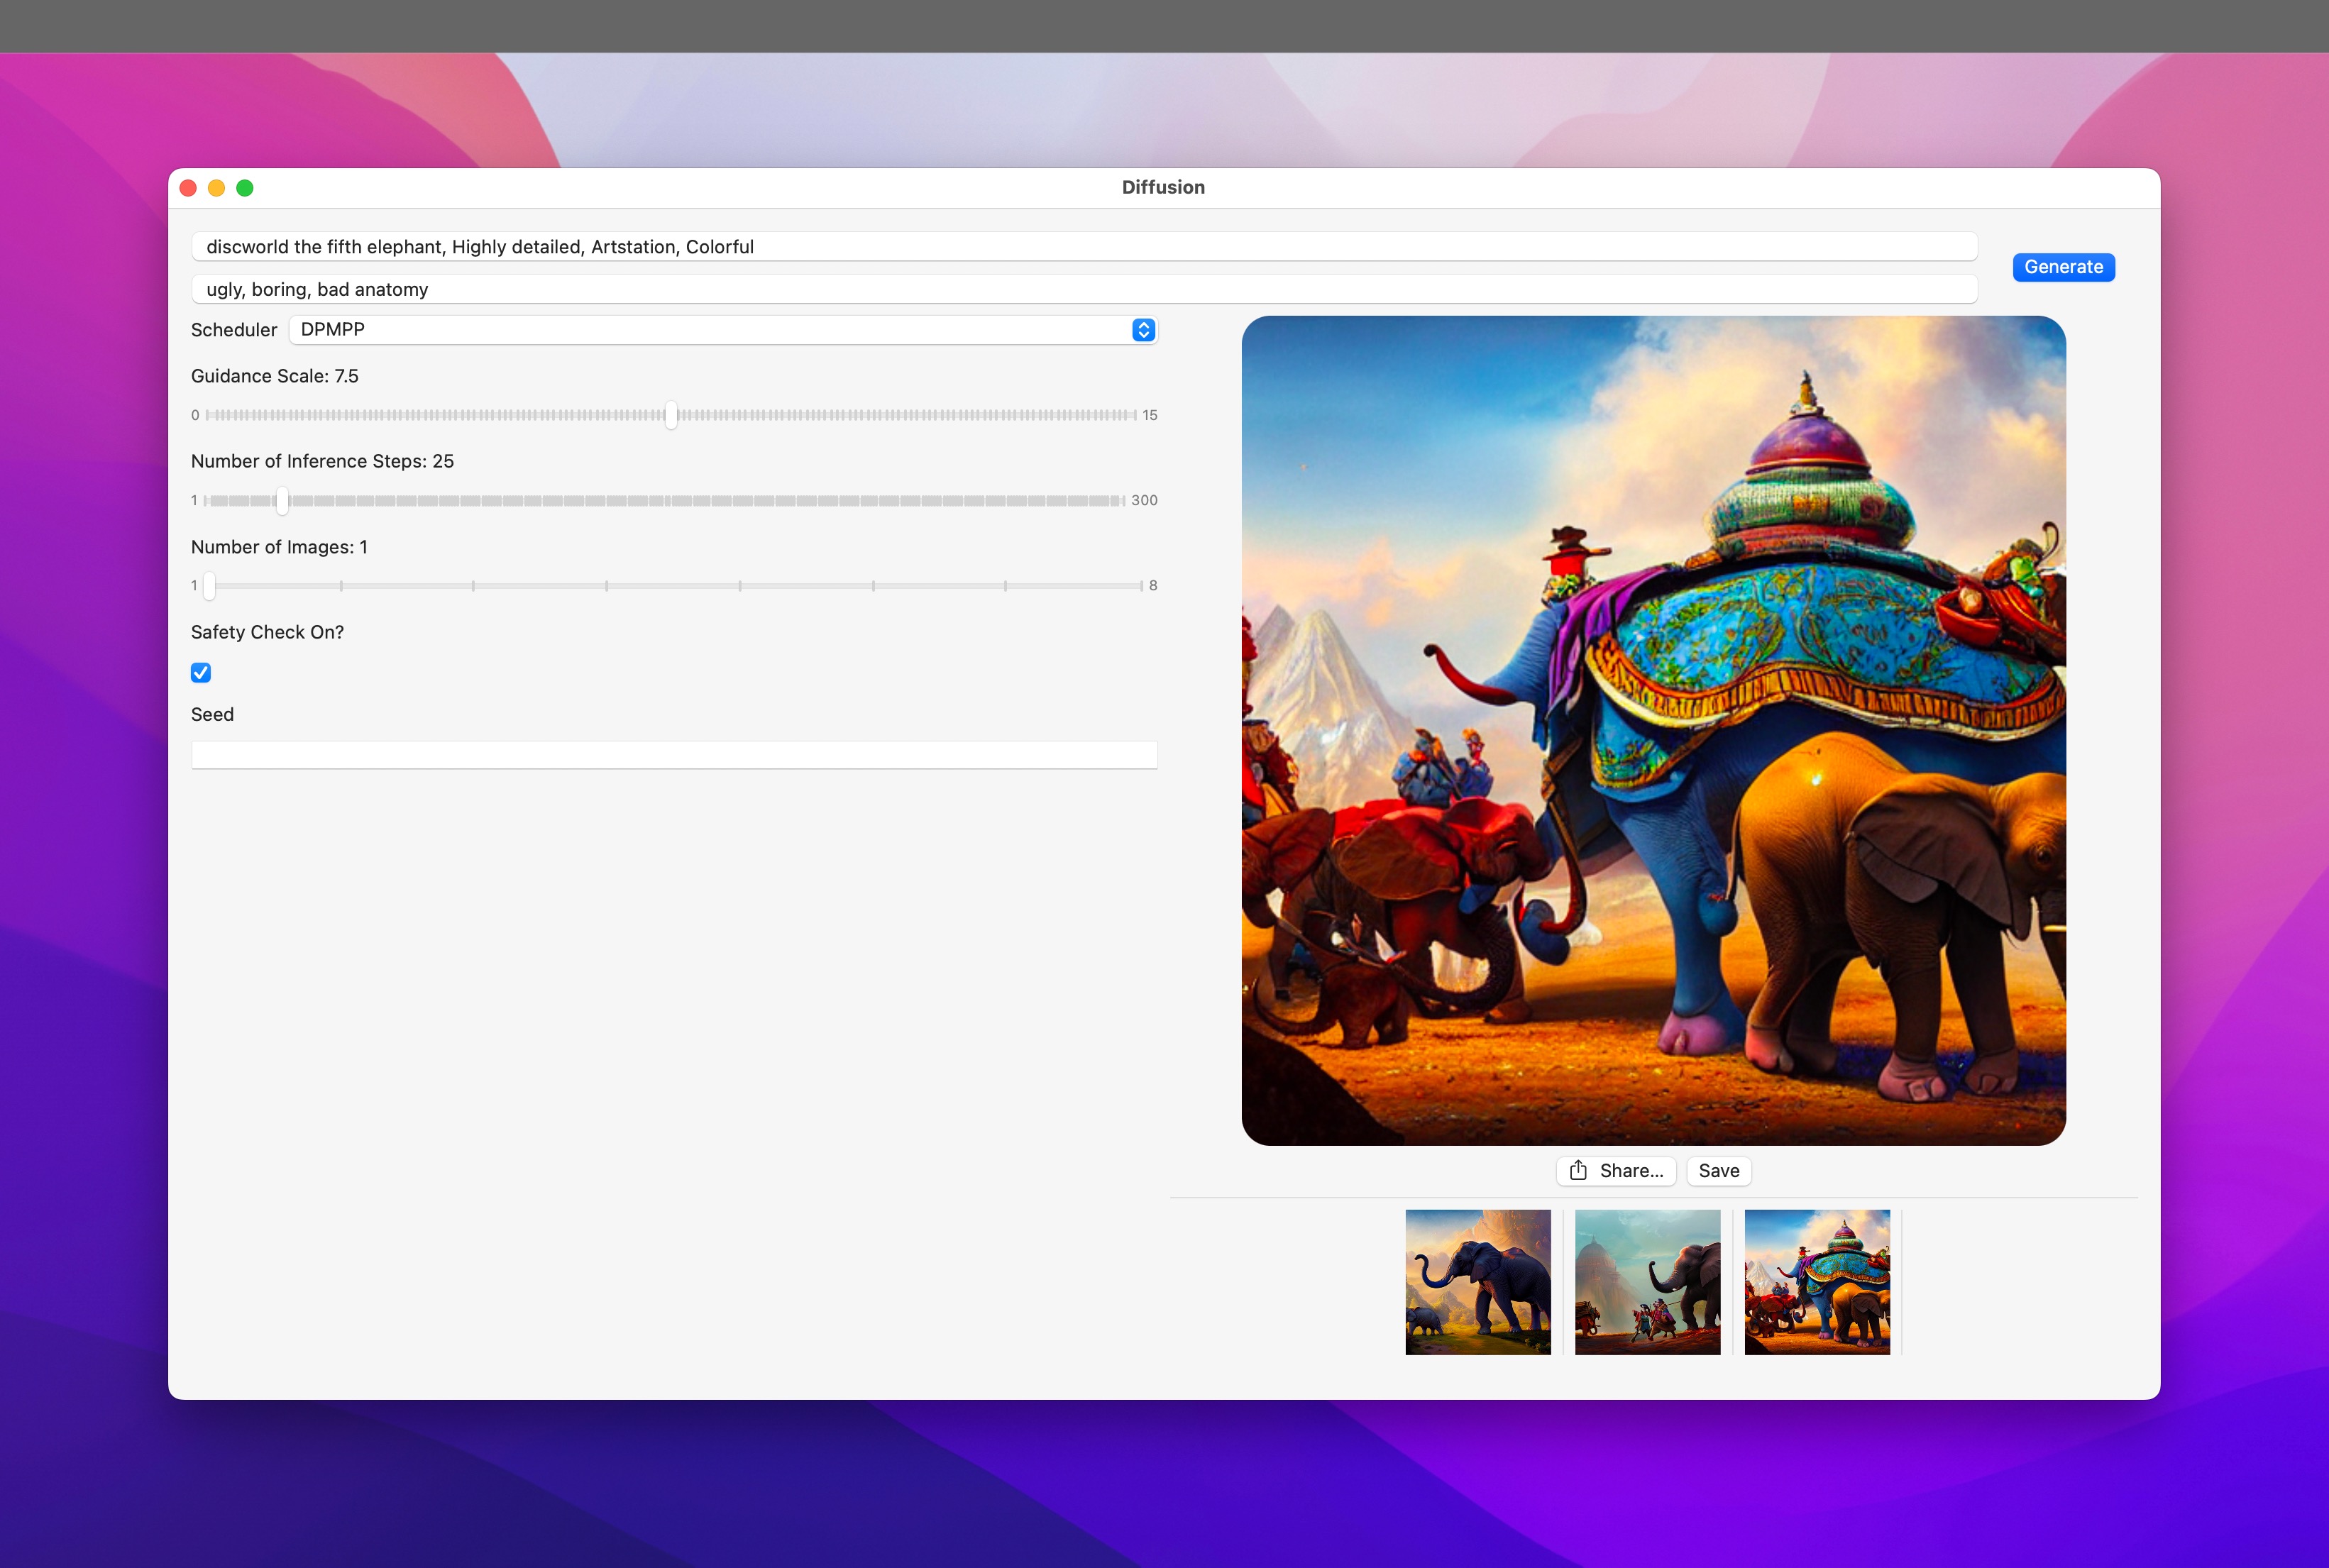 Diffusion
discworld the fifth elephant, Highly detailed, Artstation, Colorful
Generate
ugly, boring, bad anatomy
Scheduler DPMPP
Guidance Scale: 7.5
0 15
Number of Inference Steps: 25
1 300
Number of Images: 1
1 8
Safety Check On?
Seed
Share... Save